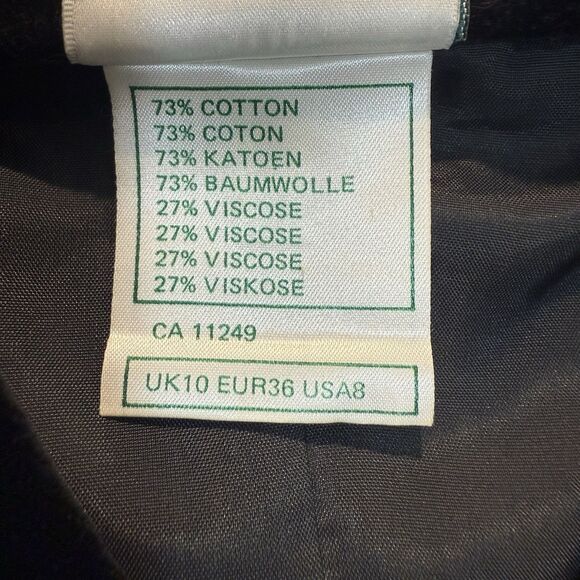 73% COTTON
73% COTON
73% KATOEN
73% BAUMWOLLE
27% VISCOSE
27% VISCOSE
27% VISCOSE
27% VISKOSE
CA 11249
UK10 EUR36 USA8